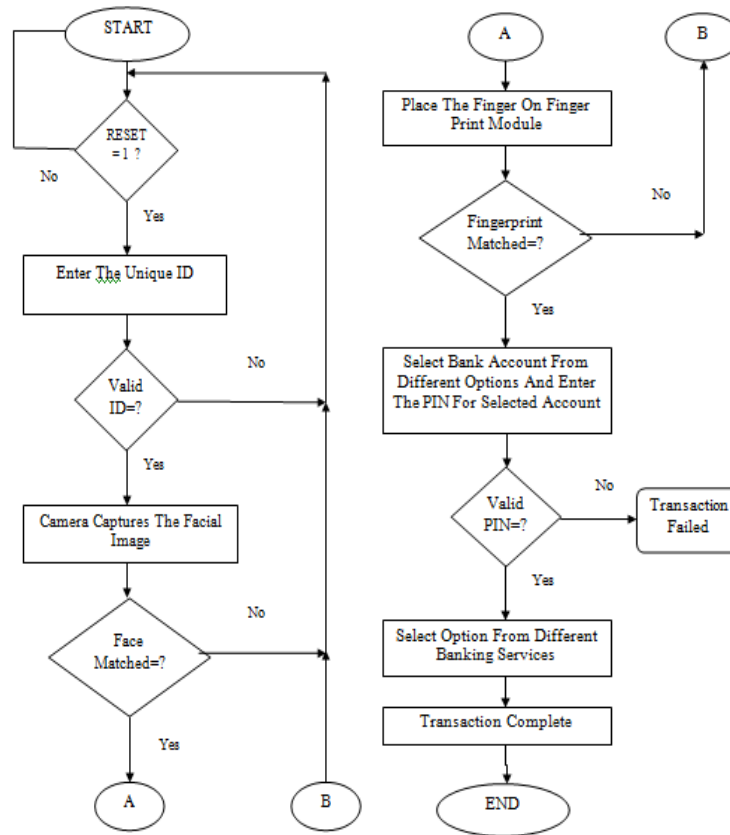 START
RESET
= 1 ?
No
Yes
Enter The Unique ID
No
Valid
ID=?
Yes
Camera Captures The Facial
Image
No
Face
Matched=?
Yes
A
B
A
B
Place The Finger On Finger
Print Module
No
Fingerprint
Matched=?
Yes
Select Bank Account From
Different Options And Enter
The PIN For Selected Account
No
Valid
PIN=?
Transaction
Failed
Yes
Select Option From Different
Banking Services
Transaction Complete
END